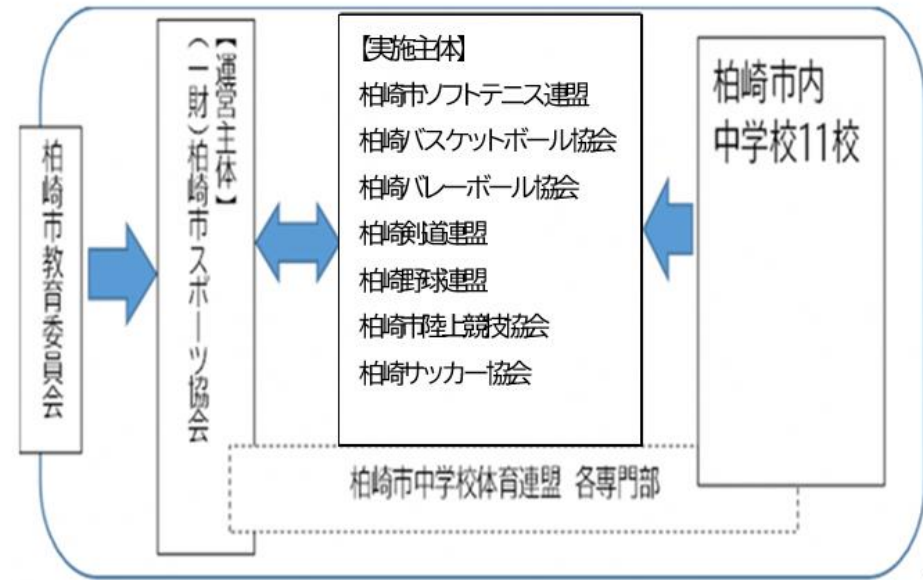 柏崎市教育委員会
【運営主体】
(一財)柏崎市スポーツ協会
【実施主体】
柏崎市ソフトテニス連盟
柏崎バスケットボール協会
柏崎バレーボール協会
柏崎剣道連盟
柏崎野球連盟
柏崎市陸上競技協会
柏崎サッカー協会
柏崎市内
中学校11校
柏崎市中学校体育連盟 各専門部